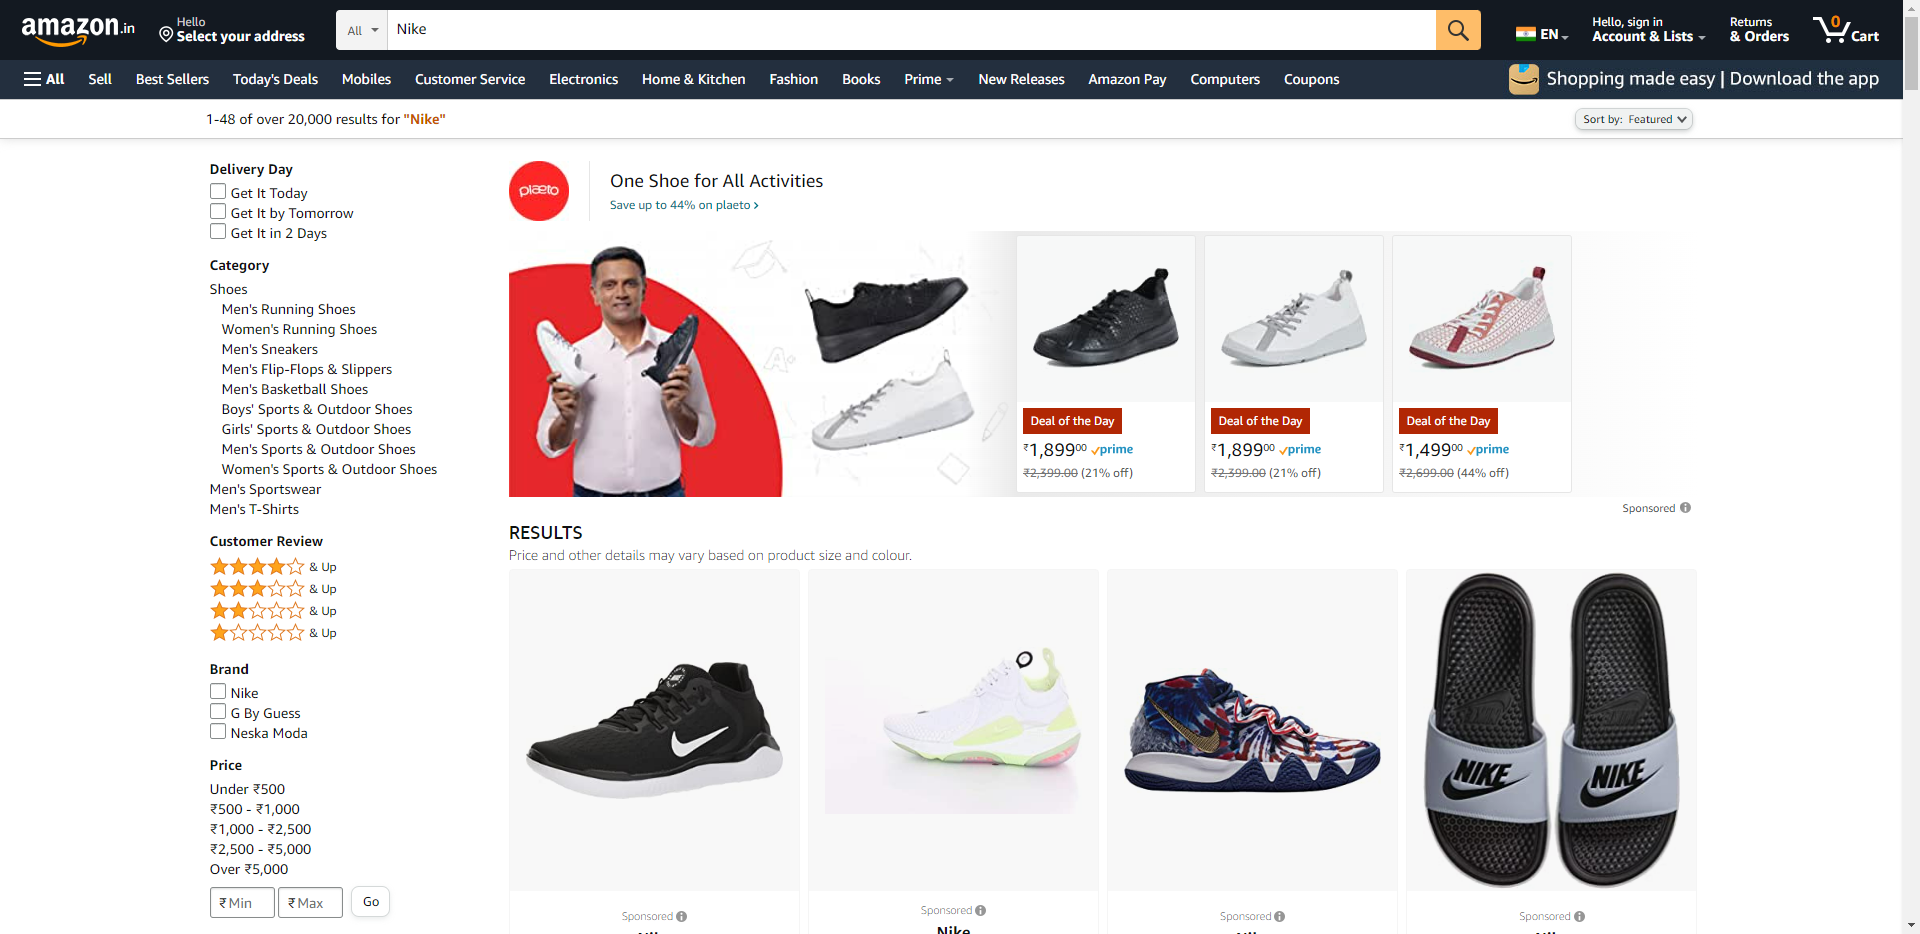 amazon.in
Hello
Select your address
All
Nike
EN
Hello, sign in
Account & Lists
Returns
& Orders
0
Cart
All
Sell
Best Sellers
Today's Deals
Mobiles
Customer Service
Electronics
Home & Kitchen
Fashion
Books
Prime
New Releases
Amazon Pay
Computers
Coupons
Shopping made easy | Download the app
1-48 of over 20,000 results for "Nike"
Sort by: Featured
Delivery Day
Get It Today
Get It by Tomorrow
Get It in 2 Days
Category
Shoes
Men's Running Shoes
Women's Running Shoes
Men's Sneakers
Men's Flip-Flops & Slippers
Men's Basketball Shoes
Boys' Sports & Outdoor Shoes
Girls' Sports & Outdoor Shoes
Men's Sports & Outdoor Shoes
Women's Sports & Outdoor Shoes
Men's Sportswear
Men's T-Shirts
Customer Review
& Up
& Up
& Up
& Up
Brand
Nike
G By Guess
Neska Moda
Price
Under ₹500
₹500 - ₹1,000
₹1,000 - ₹2,500
₹2,500 - ₹5,000
Over ₹5,000
₹ Min
₹ Max
Go
plaeto
One Shoe for All Activities
Save up to 44% on plaeto ›
A+
Deal of the Day
₹1,89900 prime
₹2,399.00 (21% off)
Deal of the Day
₹1,89900 prime
₹2,399.00 (21% off)
Deal of the Day
₹1,49900 prime
₹2,699.00 (44% off)
Sponsored
RESULTS
Price and other details may vary based on product size and colour.
NIKE
NIKE
Sponsored
Sponsored
Nike
Sponsored
Sponsored